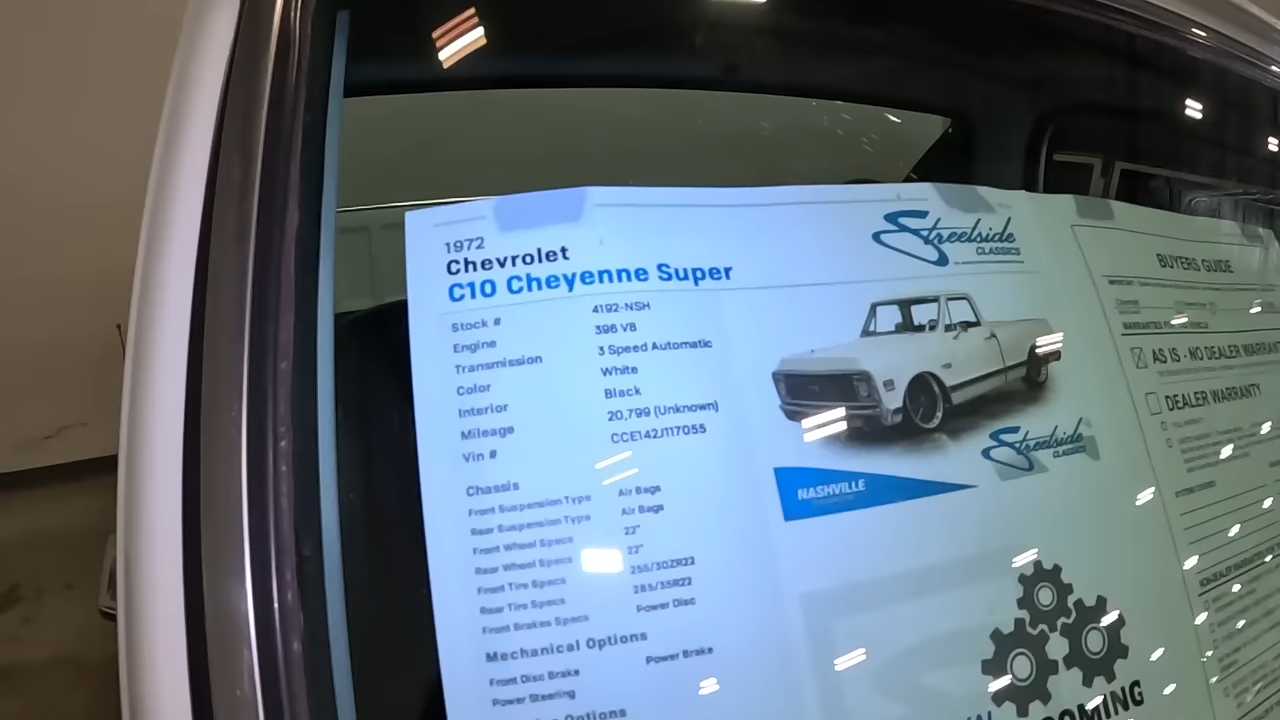 1972
Chevrolet
C10 Cheyenne Super
Stock # 4192-NSH
Engine 396 V8
Transmission 3 Speed Automatic
Color White
Interior Black
Mileage 20,799 (Unknown)
Vin # CCE142J117055
Chassis
Front Suspension Type Air Bags
Rear Suspension Type Air Bags
Front Wheel Specs 22"
Rear Wheel Specs 22"
Front Tire Specs 255/30ZR22
Rear Tire Specs 285/35R22
Front Brakes Specs Power Disc
Mechanical Options
Front Disc Brake Power Brake
Power Steering
Options
Streetside
CLASSICS
Streetside
CLASSICS
NASHVILLE
OMING
BUYERS GUIDE
AS IS - NO DEALER WARRANT
DEALER WARRANTY